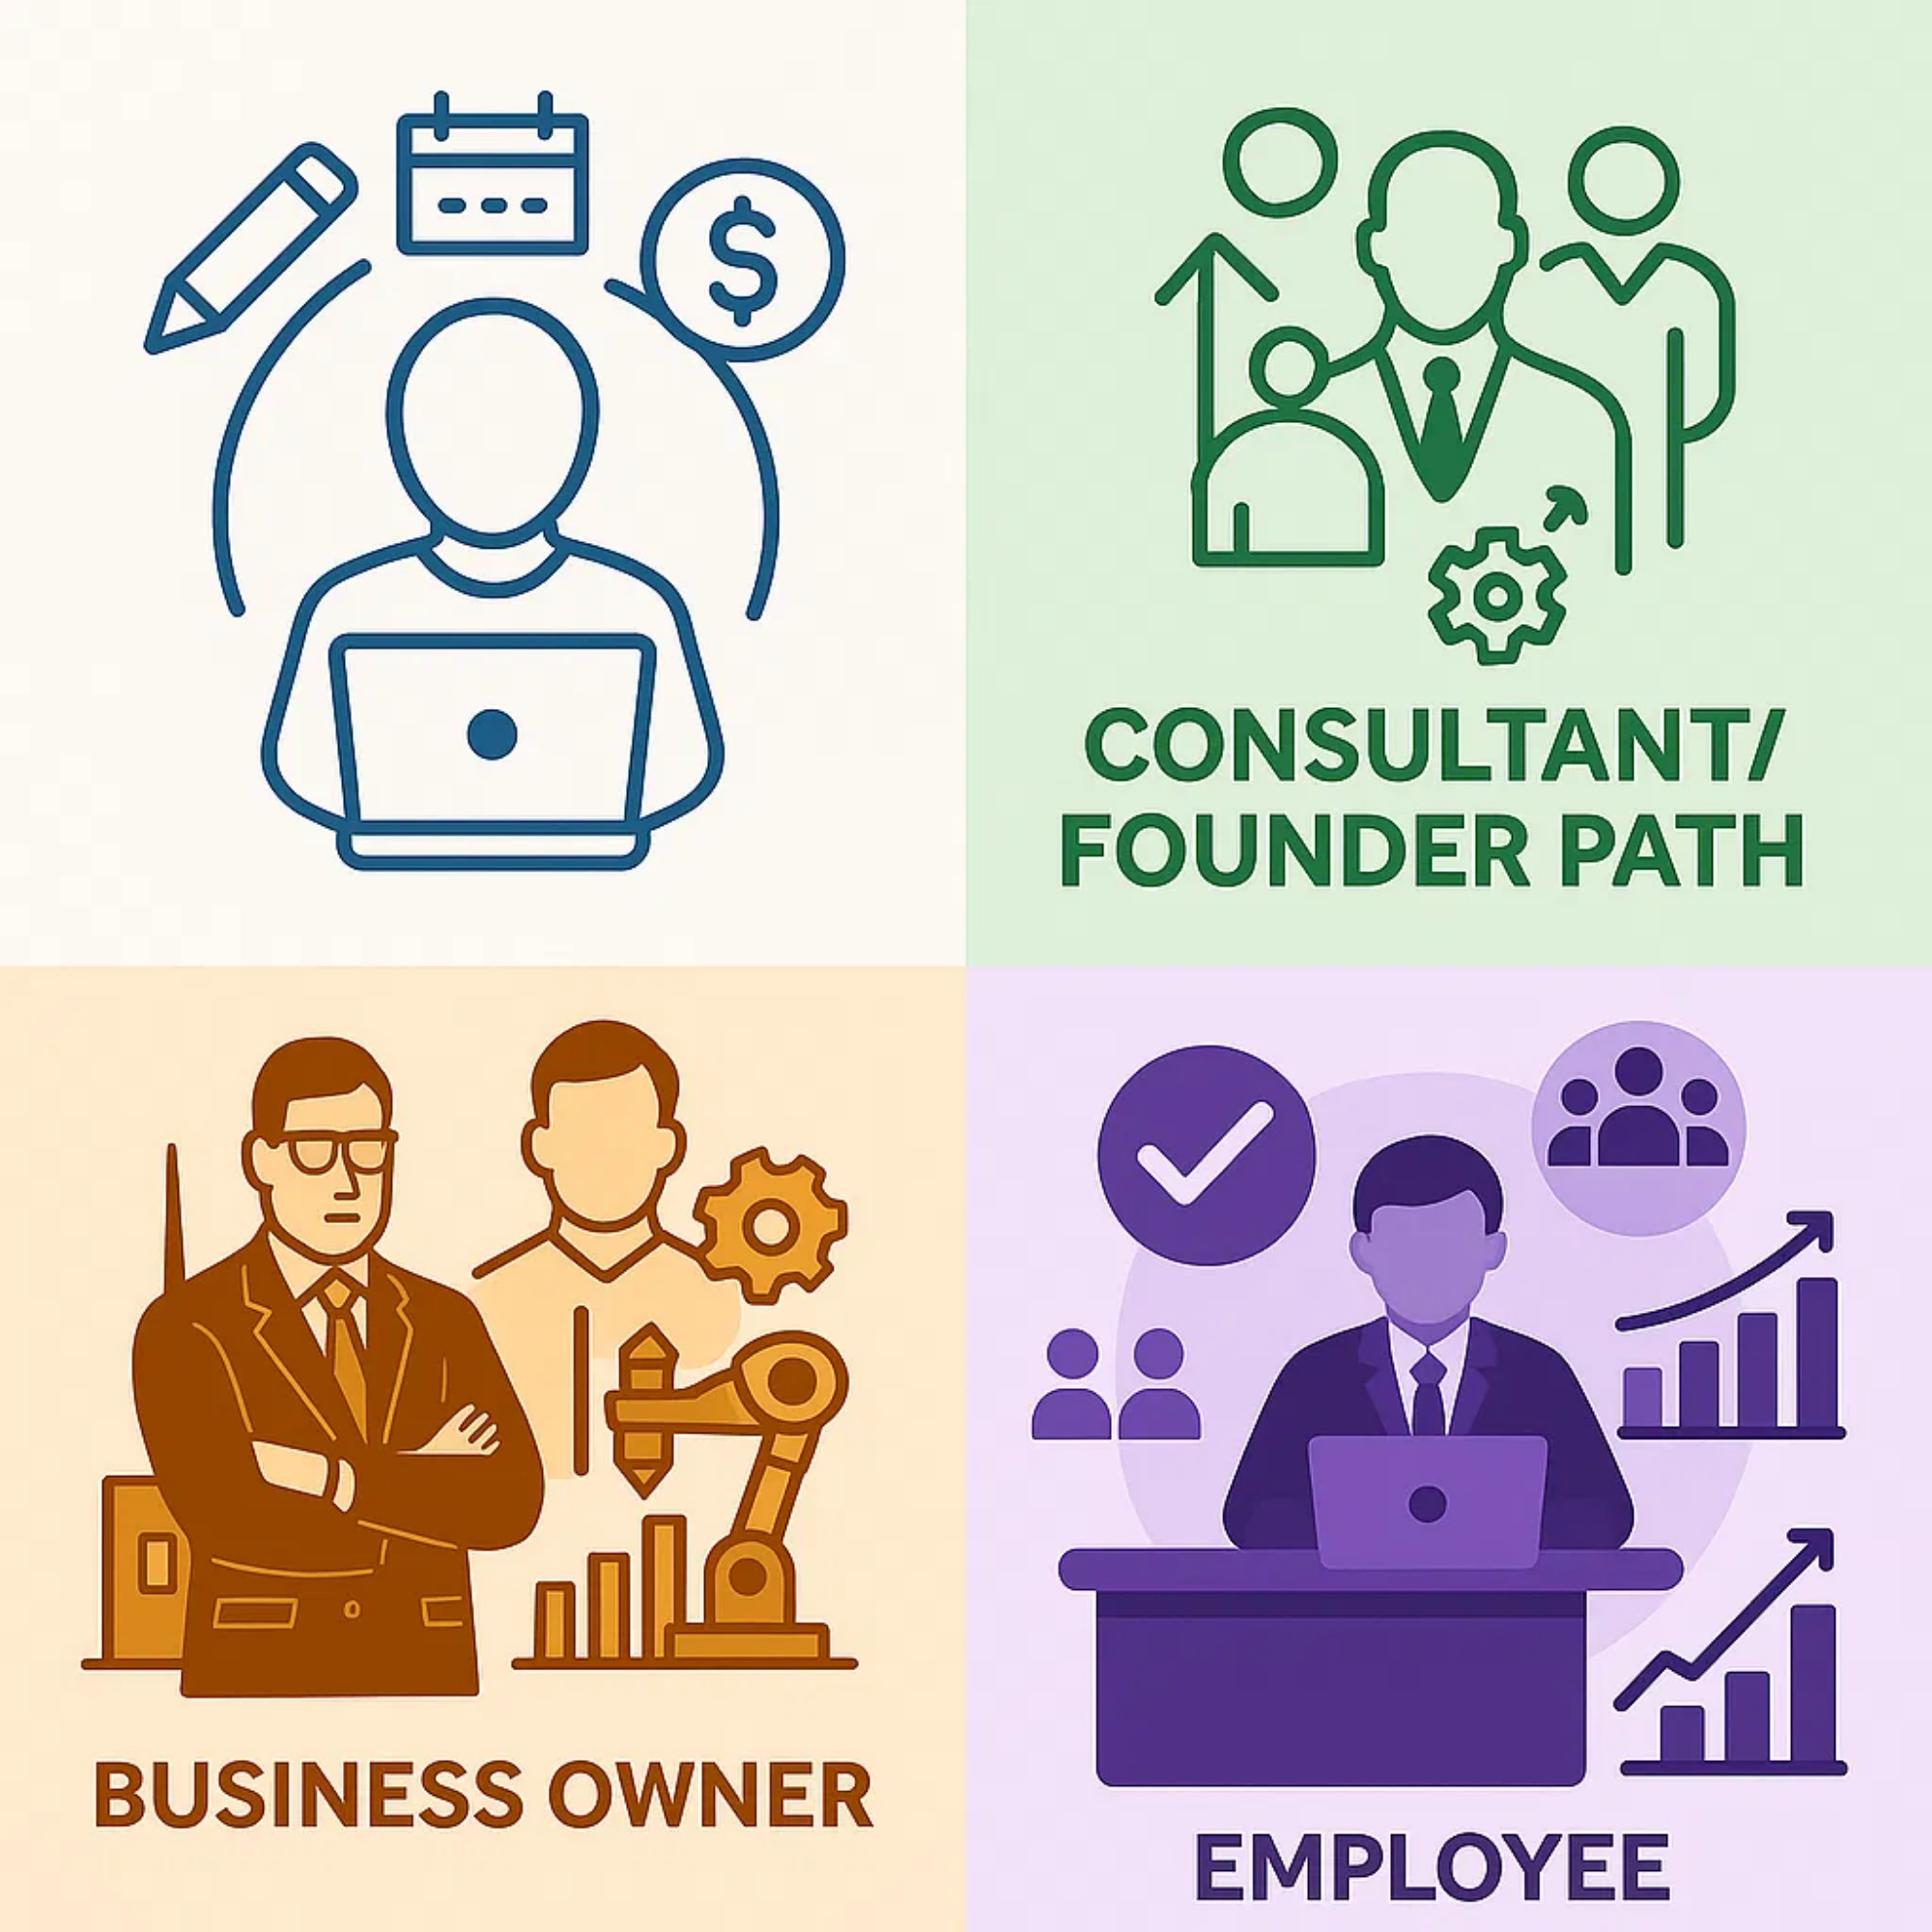 $
CONSULTANT/
FOUNDER PATH
BUSINESS OWNER
EMPLOYEE